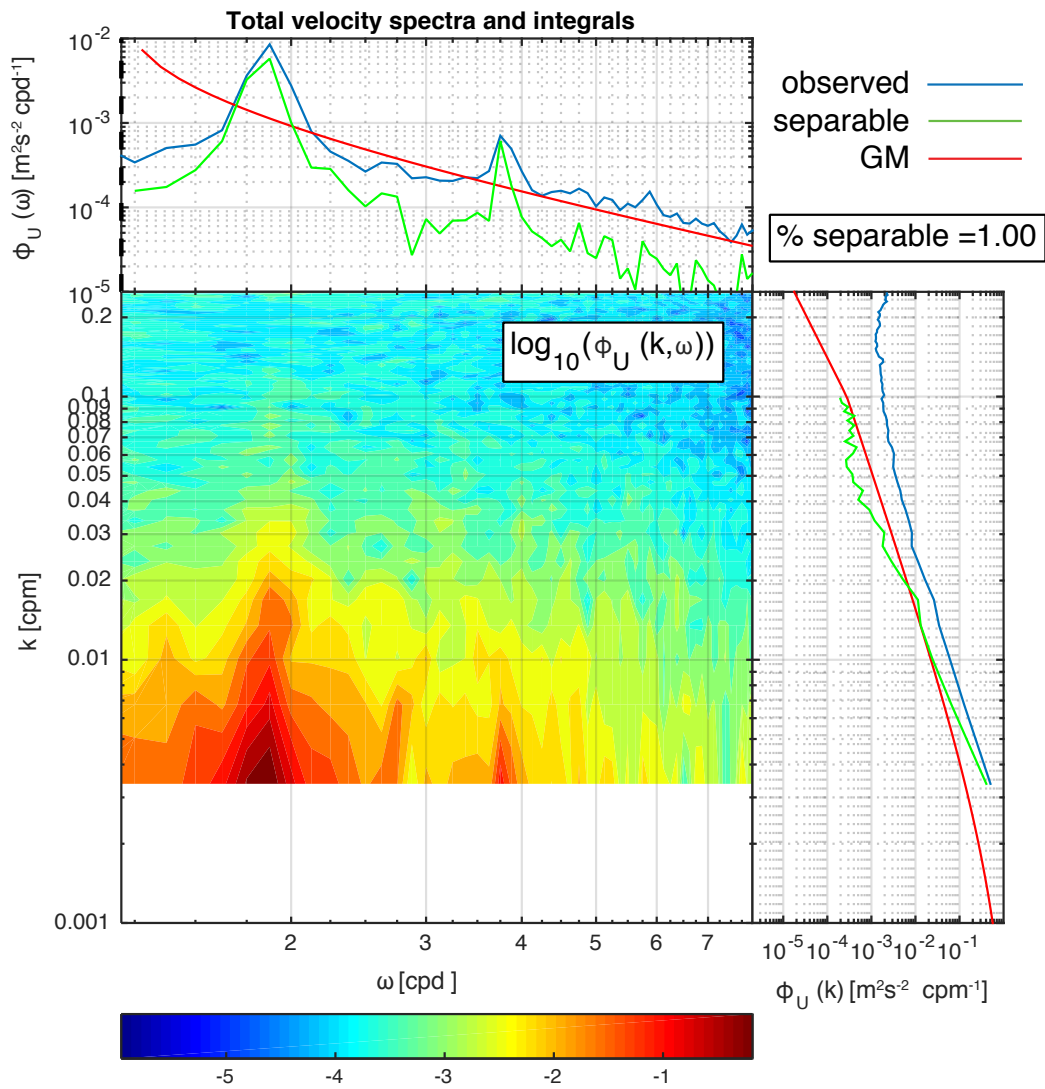 Total velocity spectra and integrals
10⁻²
10⁻³
10⁻⁴
10⁻⁵
ϕ_U (ω) [m²s⁻² cpd⁻¹]
observed
separable
GM
% separable =1.00
log₁₀(ϕ_U (k,ω))
0.2
0.1
0.09
0.07
0.06
0.05
0.04
0.03
0.02
0.01
0.001
k [cpm]
2 3 4 5 6 7
ω [cpd ]
10⁻⁵ 10⁻⁴ 10⁻³ 10⁻² 10⁻¹
ϕ_U (k) [m²s⁻² cpm⁻¹]
-5 -4 -3 -2 -1